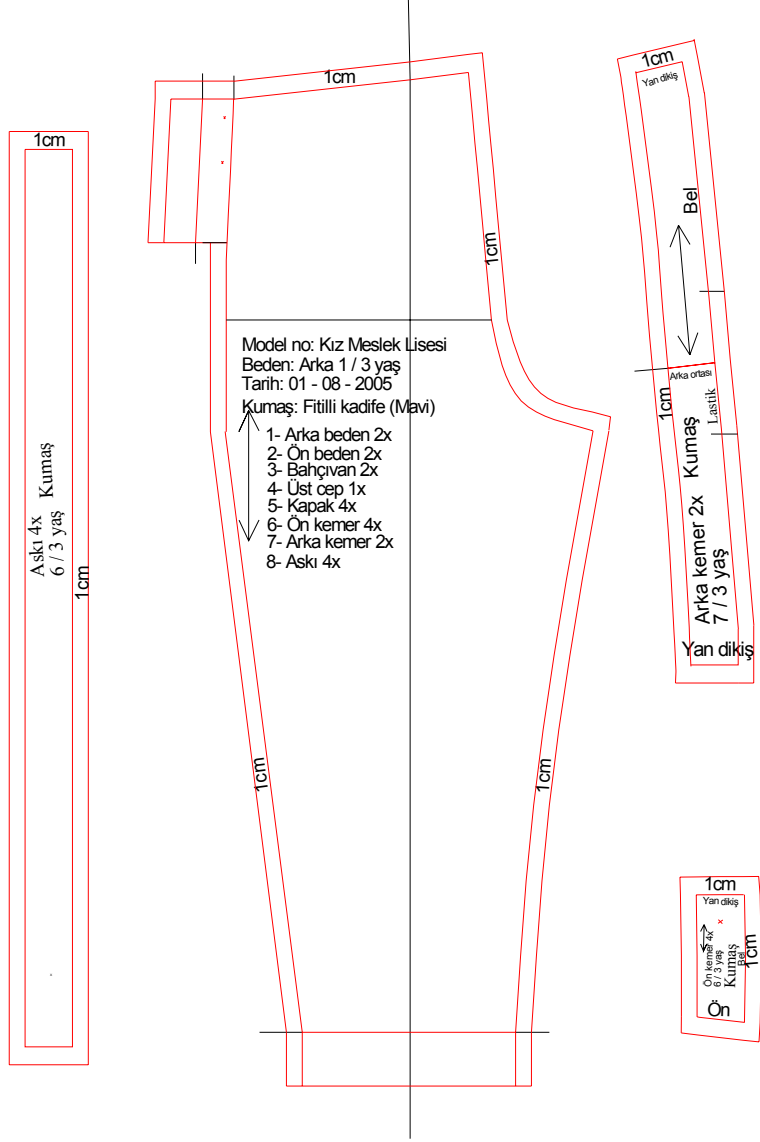 1cm
Askı 4x Kumaş
6 / 3 yaş
1cm
1cm
1cm
Model no: Kız Meslek Lisesi
Beden: Arka 1 / 3 yaş
Tarih: 01 - 08 - 2005
Kumaş: Fitilli kadife (Mavi)
1- Arka beden 2x
2- Ön beden 2x
3- Bahçıvan 2x
4- Üst cep 1x
5- Kapak 4x
6- Ön kemer 4x
7- Arka kemer 2x
8- Askı 4x
1cm
1cm
1cm
Yan dikiş
Bel
Arka ortası
1cm
Lastik
Arka kemer 2x Kumaş
7 / 3 yaş
Yan dikiş
1cm
Yan dikiş
Ön kemer 4x
6 / 3 yaş
Kumaş
Bel
1cm
Ön